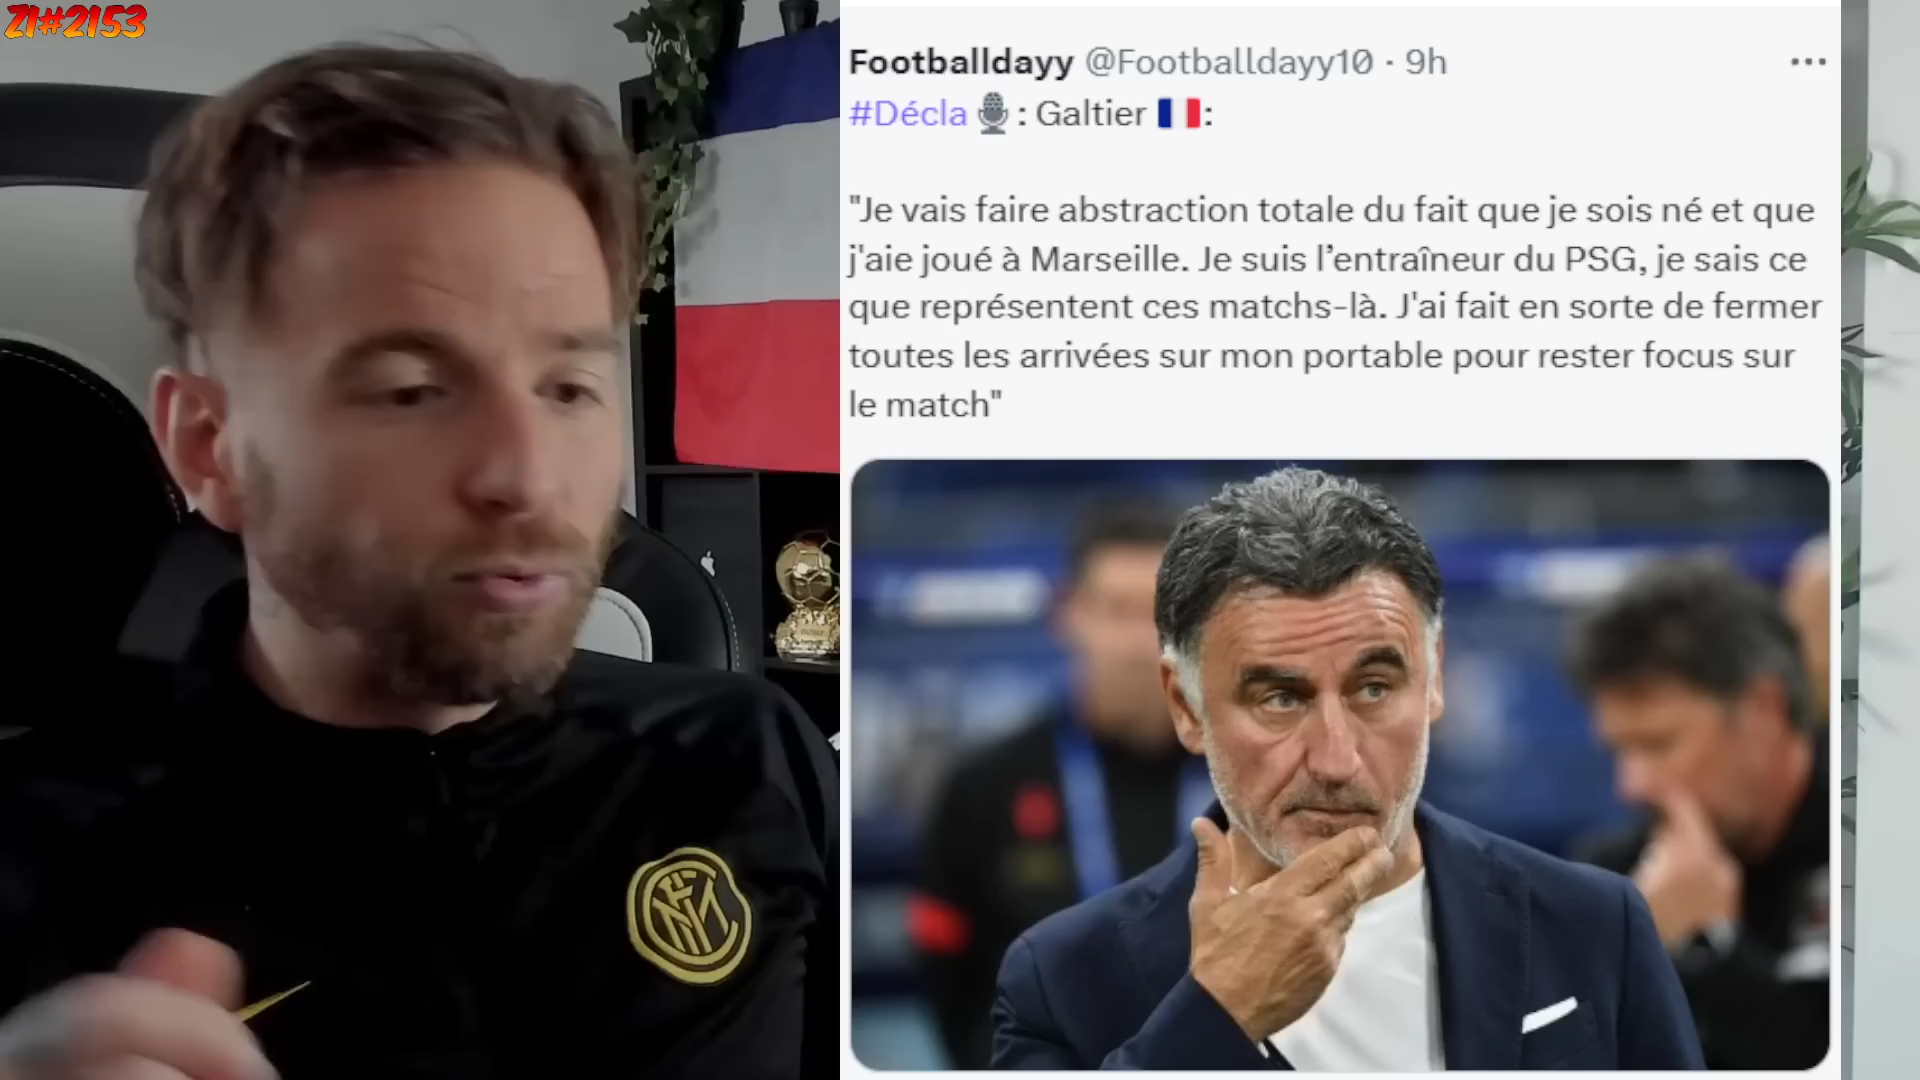 Z1#2153
Footballdayy @Footballdayy10 · 9h
#Décla 🎙️ : Galtier 🇫🇷:
"Je vais faire abstraction totale du fait que je sois né et que
j'aie joué à Marseille. Je suis l’entraîneur du PSG, je sais ce
que représentent ces matchs-là. J'ai fait en sorte de fermer
toutes les arrivées sur mon portable pour rester focus sur
le match"